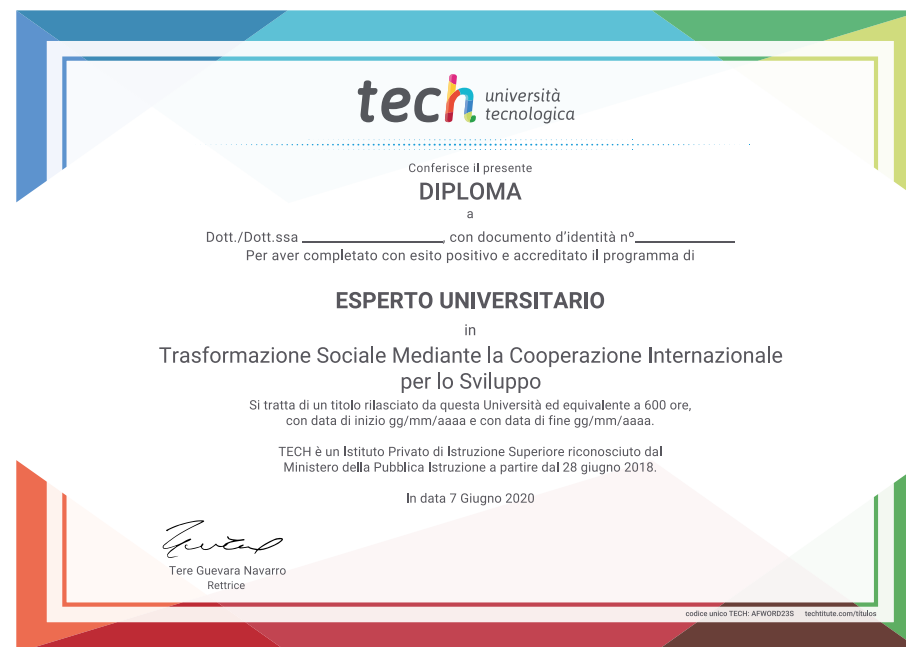 tech università
tecnologica
Conferisce il presente
DIPLOMA
a
Dott./Dott.ssa ____________________, con documento d'identità nº______________
Per aver completato con esito positivo e accreditato il programma di
ESPERTO UNIVERSITARIO
in
Trasformazione Sociale Mediante la Cooperazione Internazionale
per lo Sviluppo
Si tratta di un titolo rilasciato da questa Università ed equivalente a 600 ore,
con data di inizio gg/mm/aaaa e con data di fine gg/mm/aaaa.
TECH è un Istituto Privato di Istruzione Superiore riconosciuto dal
Ministero della Pubblica Istruzione a partire dal 28 giugno 2018.
In data 7 Giugno 2020
Tere Guevara Navarro
Rettrice
codice unico TECH: AFWORD23S techtitute.com/titulos